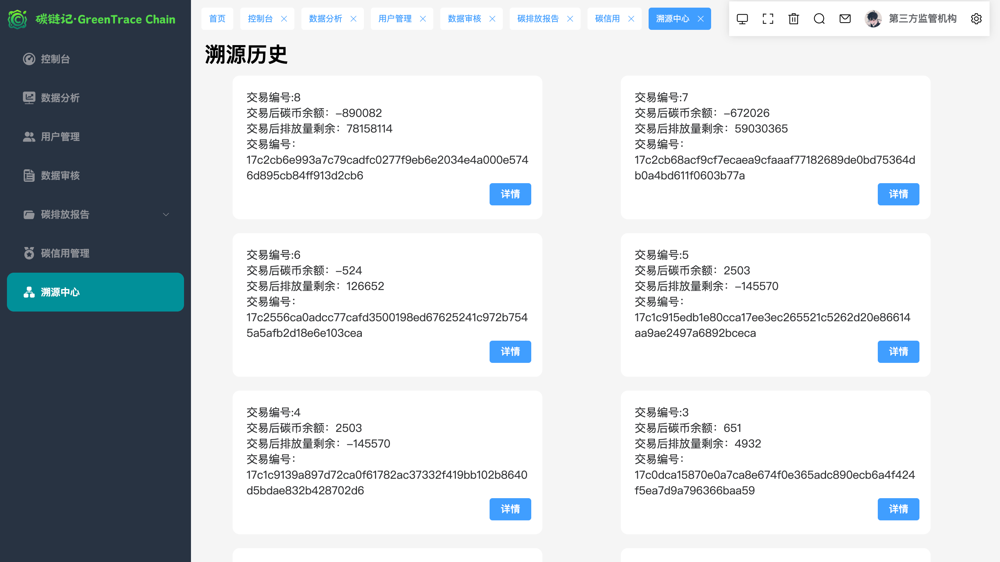 碳链记·GreenTrace Chain
控制台
数据分析
用户管理
数据审核
碳排放报告
碳信用管理
溯源中心
首页
控制台
数据分析
用户管理
数据审核
碳排放报告
碳信用
溯源中心
第三方监管机构
溯源历史
交易编号:8
交易后碳币余额：-890082
交易后排放量剩余：78158114
交易编号：
17c2cb6e993a7c79cadfc0277f9eb6e2034e4a000e574
6d895cb84ff913d2cb6
详情
交易编号:7
交易后碳币余额：-672026
交易后排放量剩余：59030365
交易编号：
17c2cb68acf9cf7ecaea9cfaaaf77182689de0bd75364d
b0a4bd611f0603b77a
详情
交易编号:6
交易后碳币余额：-524
交易后排放量剩余：126652
交易编号：
17c2556ca0adcc77cafd3500198ed67625241c972b754
5a5afb2d18e6e103cea
详情
交易编号:5
交易后碳币余额：2503
交易后排放量剩余：-145570
交易编号：
17c1c915edb1e80cca17ee3ec265521c5262d20e86614
aa9ae2497a6892bceca
详情
交易编号:4
交易后碳币余额：2503
交易后排放量剩余：-145570
交易编号：
17c1c9139a897d72ca0f61782ac37332f419bb102b8640
d5bdae832b428702d6
详情
交易编号:3
交易后碳币余额：651
交易后排放量剩余：4932
交易编号：
17c0dca15870e0a7ca8e674f0e365adc890ecb6a4f424
f5ea7d9a796366baa59
详情